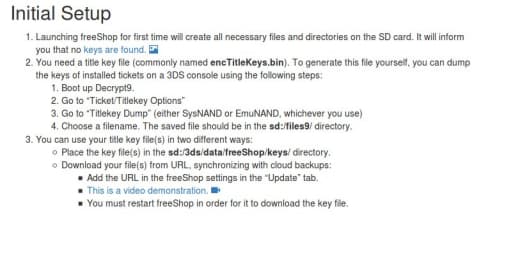 Initial Setup
1. Launching freeShop for first time will create all necessary files and directories on the SD card. It will inform
you that no keys are found.
2. You need a title key file (commonly named encTitleKeys.bin). To generate this file yourself, you can dump
the keys of installed tickets on a 3DS console using the following steps:
1. Boot up Decrypt9.
2. Go to "Ticket/Titlekey Options"
3. Go to "Titlekey Dump" (either SysNAND or EmuNAND, whichever you use)
4. Choose a filename. The saved file should be in the sd:/files9/ directory.
3. You can use your title key file(s) in two different ways:
○ Place the key file(s) in the sd:/3ds/data/freeShop/keys/ directory.
○ Download your file(s) from URL, synchronizing with cloud backups:
▪ Add the URL in the freeShop settings in the "Update" tab.
▪ This is a video demonstration.
▪ You must restart freeShop in order for it to download the key file.